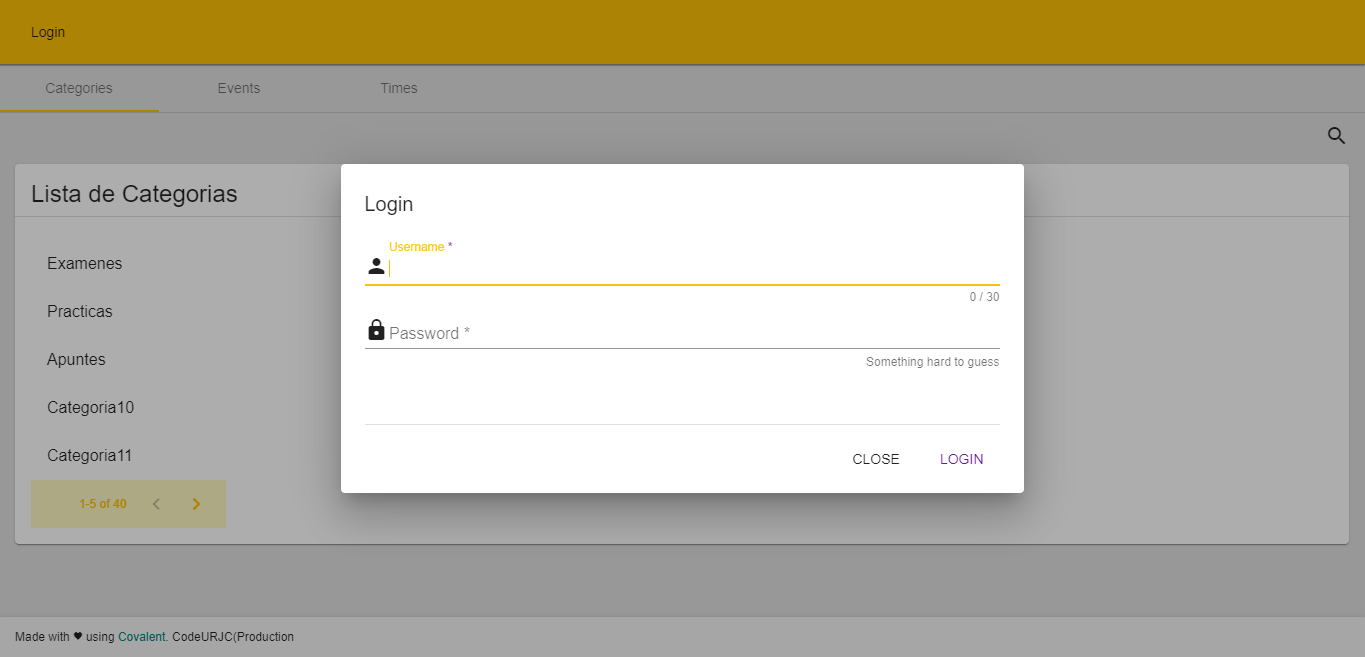 Login
Categories Events Times
Lista de Categorias
Examenes
Practicas
Apuntes
Categoria10
Categoria11
1-5 of 40
Login
Username *
0 / 30
Password *
Something hard to guess
CLOSE LOGIN
Made with ♥ using Covalent. CodeURJC(Production